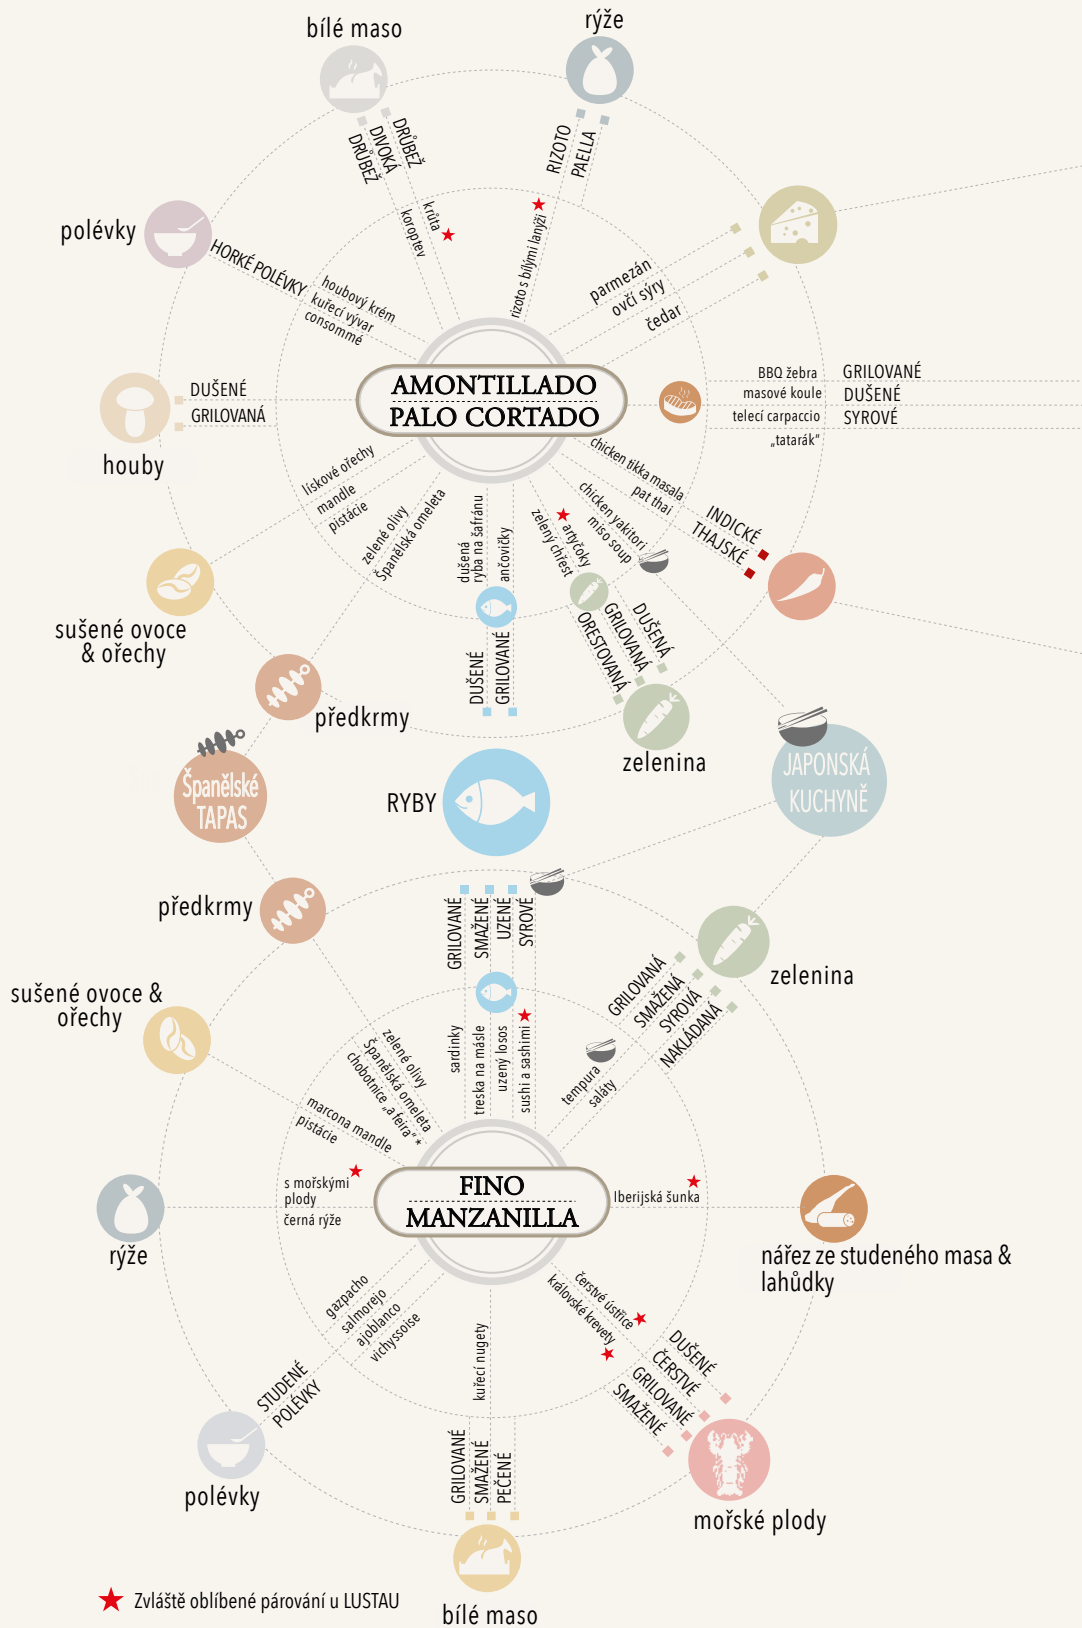 bílé maso
rýže
DRŮBEŽ
DIVOKÁ
DRŮBEŽ
RIZOTO
PAELLA
koroptev
krůta
rizoto s bílými lanýži
polévky
HORKÉ POLÉVKY
houbový krém
kuřecí vývar
consommé
parmezán
ovčí sýry
čedar
DUŠENÉ
GRILOVANÁ
houby
AMONTILLADO
PALO CORTADO
BBQ žebra
masové koule
telecí carpaccio
„tatarák“
GRILOVANÉ
DUŠENÉ
SYROVÉ
lískové ořechy
mandle
pistácie
zelené olivy
Španělská omeleta
dušená
ryba na šafránu
ančovičky
artyčoky
zelený chřest
chicken yakitori
miso soup
chicken tikka masala
pat thai
INDICKÉ
THAJSKÉ
sušené ovoce
& ořechy
DUŠENÉ
GRILOVANÉ
DUŠENÁ
GRILOVANÁ
ORESTOVANÁ
předkrmy
zelenina
Španělské
TAPAS
RYBY
JAPONSKÁ
KUCHYNĚ
předkrmy
GRILOVANÉ
SMAŽENÉ
UZENÉ
SYROVÉ
zelenina
GRILOVANÁ
SMAŽENÁ
SYROVÁ
NAKLÁDANÁ
sušené ovoce &
ořechy
zelené olivy
Španělská omeleta
chobotnice „a feira“ *
sardinky
treska na másle
uzený losos
sushi a sashimi
tempura
saláty
marcona mandle
pistácie
s mořskými
plody
černá rýže
FINO
MANZANILLA
Iberijská šunka
rýže
nářez ze studeného masa &
lahůdky
gazpacho
salmorejo
ajoblanco
vichyssoise
kuřecí nugety
čerstvé ústřice
královské krevety
STUDENÉ
POLÉVKY
DUŠENÉ
ČERSTVÉ
GRILOVANÉ
SMAŽENÉ
GRILOVANÉ
SMAŽENÉ
PEČENÉ
polévky
mořské plody
Zvláště oblíbené párování u LUSTAU
bílé maso